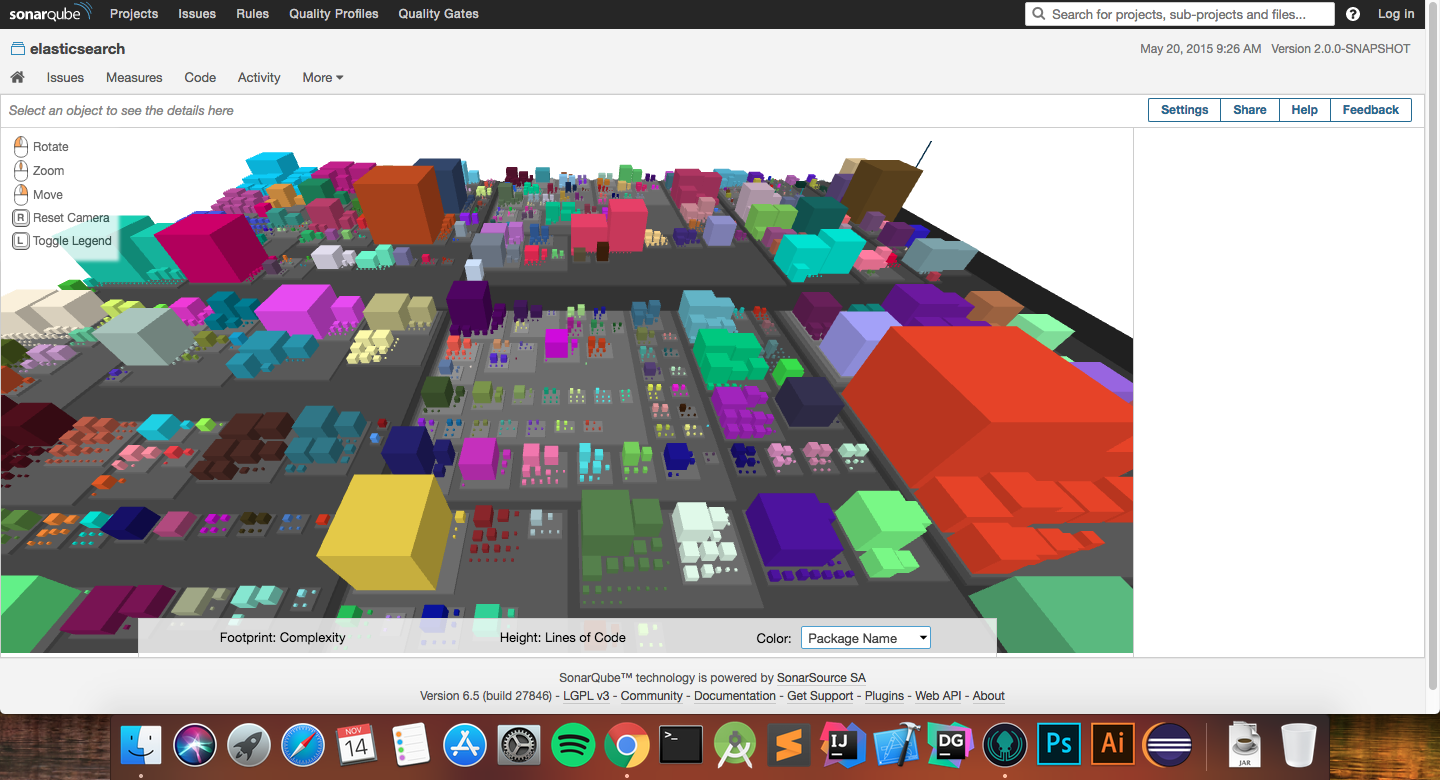 sonarqube Projects Issues Rules Quality Profiles Quality Gates Search for projects, sub-projects and files... ? Log in
elasticsearch May 20, 2015 9:26 AM Version 2.0.0-SNAPSHOT
Issues Measures Code Activity More
Select an object to see the details here Settings Share Help Feedback
Rotate
Zoom
Move
R Reset Camera
L Toggle Legend
Footprint: Complexity Height: Lines of Code Color: Package Name
SonarQube™ technology is powered by SonarSource SA
Version 6.5 (build 27846) - LGPL v3 - Community - Documentation - Get Support - Plugins - Web API - About
NOV
14
>_
IJ
DG
Ps
Ai
JAR